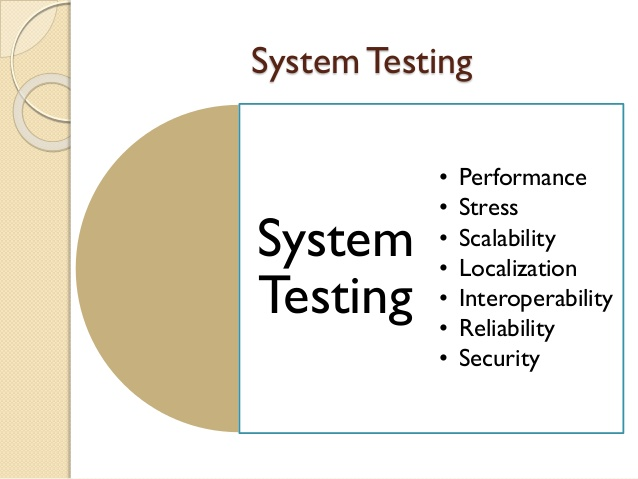 System Testing
System
Testing
• Performance
• Stress
• Scalability
• Localization
• Interoperability
• Reliability
• Security